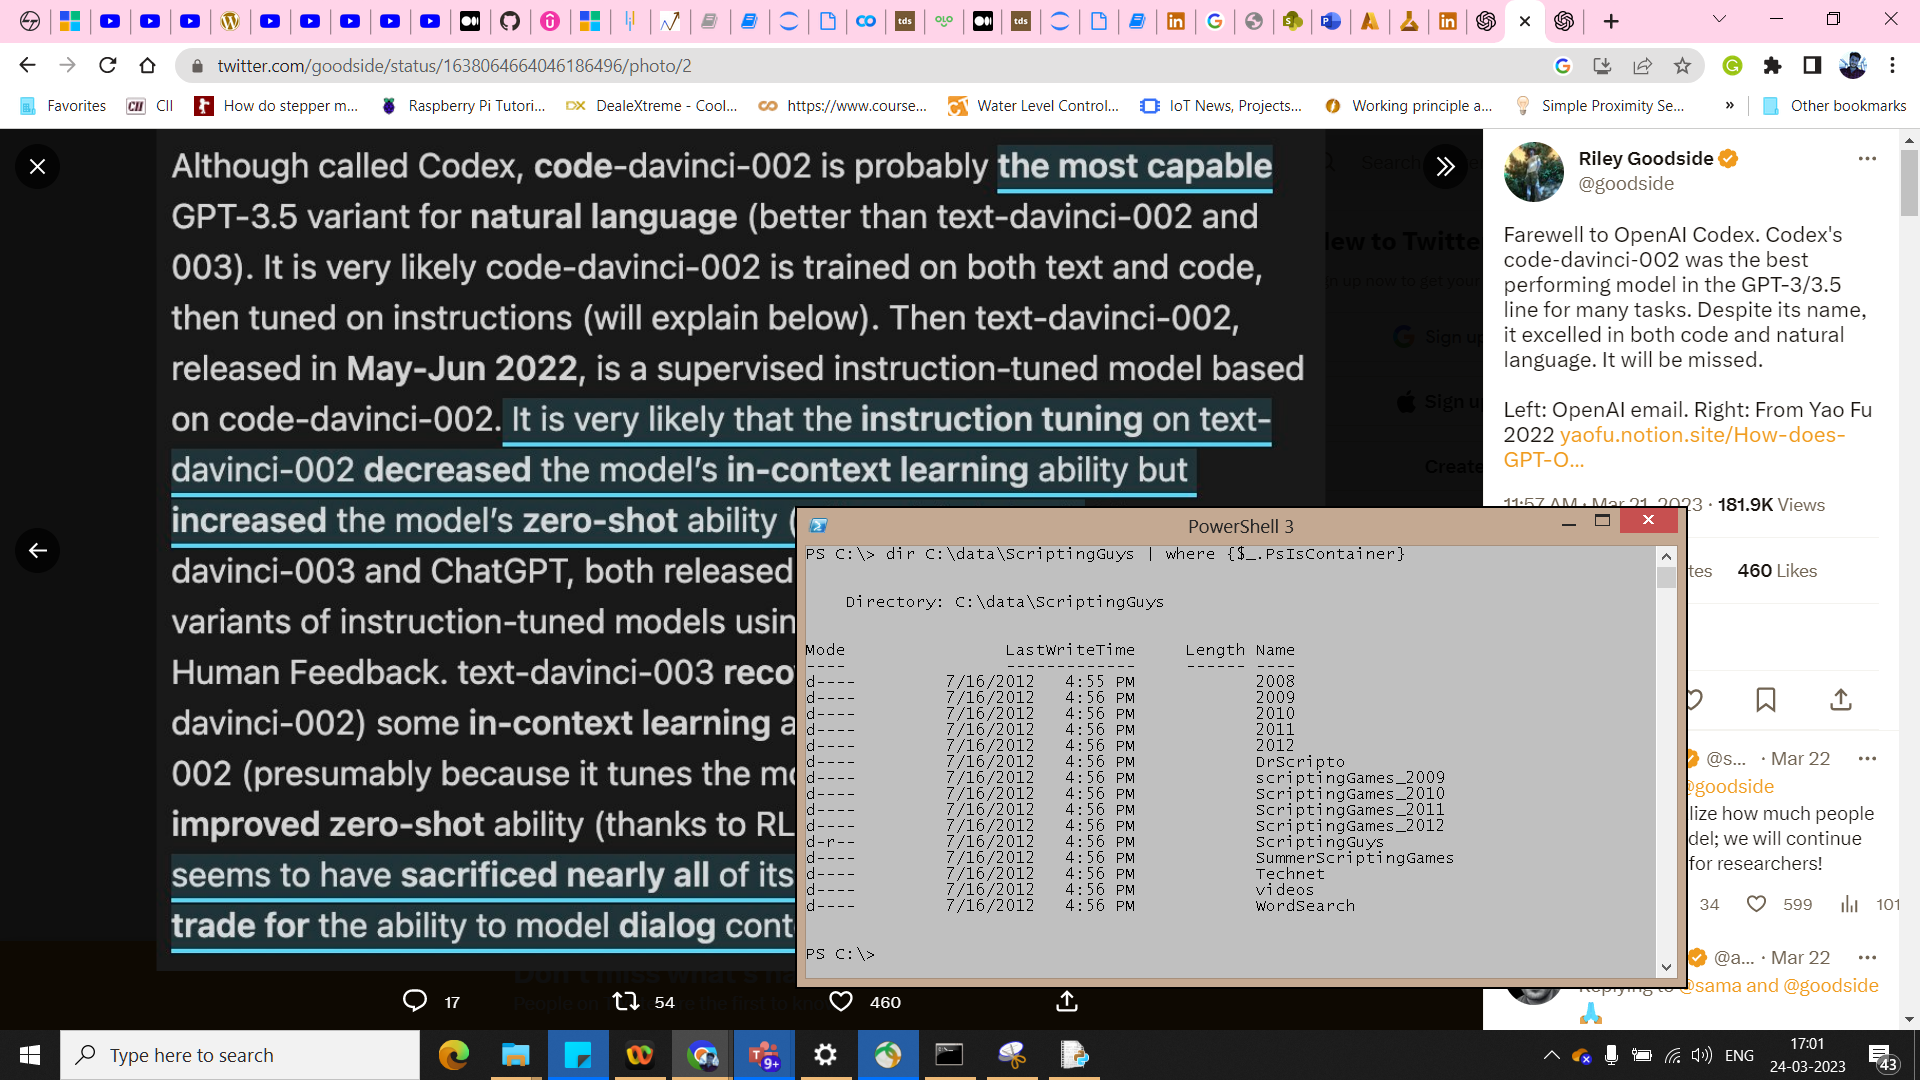 twitter.com/goodside/status/1638064664046186496/photo/2
Favorites
CII
How do stepper m...
Raspberry Pi Tutori...
DealeXtreme - Cool...
https://www.course...
Water Level Control...
IoT News, Projects...
Working principle a...
Simple Proximity Se...
»
Other bookmarks
Although called Codex, code-davinci-002 is probably the most capable
GPT-3.5 variant for natural language (better than text-davinci-002 and
003). It is very likely code-davinci-002 is trained on both text and code,
then tuned on instructions (will explain below). Then text-davinci-002,
released in May-Jun 2022, is a supervised instruction-tuned model based
on code-davinci-002. It is very likely that the instruction tuning on text-
davinci-002 decreased the model's in-context learning ability but
increased the model's zero-shot ability (
davinci-003 and ChatGPT, both released
variants of instruction-tuned models usin
Human Feedback. text-davinci-003 reco
davinci-002) some in-context learning a
002 (presumably because it tunes the mo
improved zero-shot ability (thanks to RL
seems to have sacrificed nearly all of its
trade for the ability to model dialog cont
17
54
460
Riley Goodside
@goodside
Farewell to OpenAI Codex. Codex's
code-davinci-002 was the best
performing model in the GPT-3/3.5
line for many tasks. Despite its name,
it excelled in both code and natural
language. It will be missed.
Left: OpenAI email. Right: From Yao Fu
2022 yaofu.notion.site/How-does-
GPT-O...
11:57 AM · Mar 21, 2023 · 181.9K Views
tes 460 Likes
@s... · Mar 22
@goodside
lize how much people
del; we will continue
for researchers!
34
599
101
@a... · Mar 22
Replying to @sama and @goodside
PowerShell 3
PS C:\> dir C:\data\ScriptingGuys | where {$_.PsIsContainer}
Directory: C:\data\ScriptingGuys
Mode LastWriteTime Length Name
---- ------------- ------ ----
d---- 7/16/2012 4:55 PM 2008
d---- 7/16/2012 4:56 PM 2009
d---- 7/16/2012 4:56 PM 2010
d---- 7/16/2012 4:56 PM 2011
d---- 7/16/2012 4:56 PM 2012
d---- 7/16/2012 4:56 PM DrScripto
d---- 7/16/2012 4:56 PM scriptingGames_2009
d---- 7/16/2012 4:56 PM ScriptingGames_2010
d---- 7/16/2012 4:56 PM ScriptingGames_2011
d---- 7/16/2012 4:56 PM ScriptingGames_2012
d-r-- 7/16/2012 4:56 PM ScriptingGuys
d---- 7/16/2012 4:56 PM SummerScriptingGames
d---- 7/16/2012 4:56 PM Technet
d---- 7/16/2012 4:56 PM videos
d---- 7/16/2012 4:56 PM WordSearch
PS C:\>
Type here to search
9+
ENG
17:01
24-03-2023
43